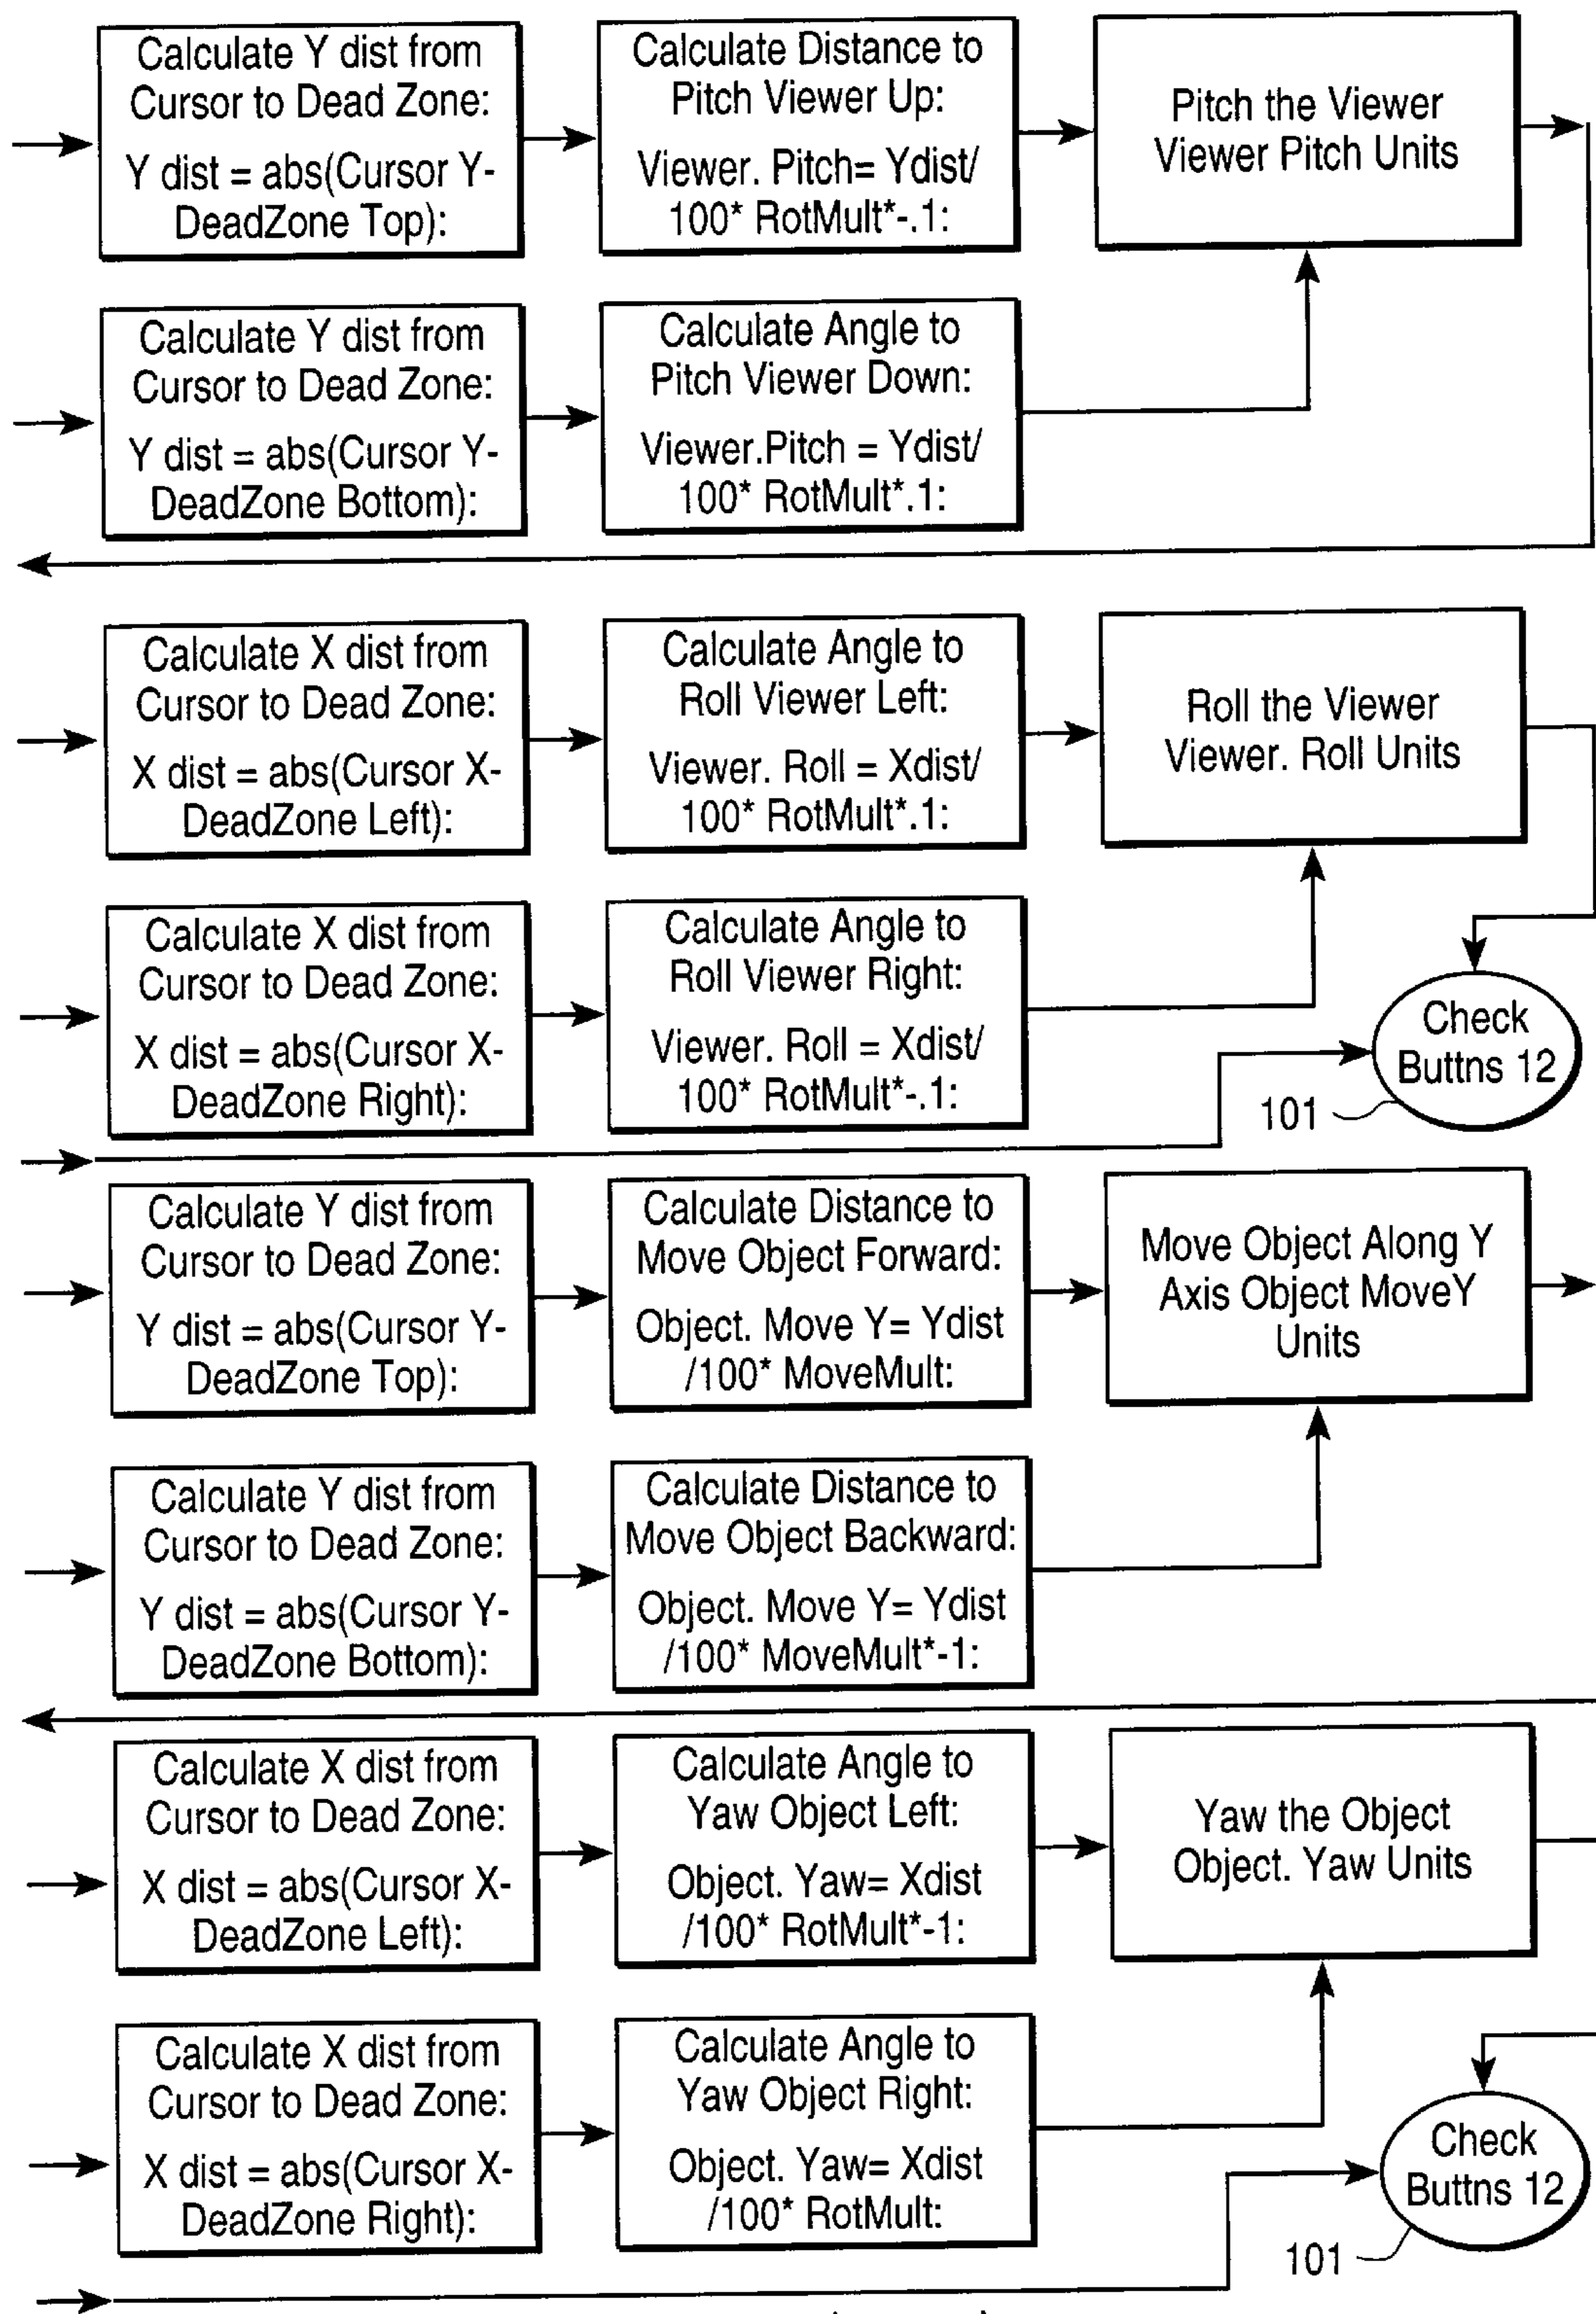 Calculate Y dist from
Cursor to Dead Zone:
Y dist = abs(Cursor Y-
DeadZone Top):
Calculate Distance to
Pitch Viewer Up:
Viewer. Pitch= Ydist/
100* RotMult*-.1:
Pitch the Viewer
Viewer Pitch Units
Calculate Y dist from
Cursor to Dead Zone:
Y dist = abs(Cursor Y-
DeadZone Bottom):
Calculate Angle to
Pitch Viewer Down:
Viewer.Pitch = Ydist/
100* RotMult*.1:
Calculate X dist from
Cursor to Dead Zone:
X dist = abs(Cursor X-
DeadZone Left):
Calculate Angle to
Roll Viewer Left:
Viewer. Roll = Xdist/
100* RotMult*.1:
Roll the Viewer
Viewer. Roll Units
Calculate X dist from
Cursor to Dead Zone:
X dist = abs(Cursor X-
DeadZone Right):
Calculate Angle to
Roll Viewer Right:
Viewer. Roll = Xdist/
100* RotMult*-.1:
Check
Buttns 12
101
Calculate Y dist from
Cursor to Dead Zone:
Y dist = abs(Cursor Y-
DeadZone Top):
Calculate Distance to
Move Object Forward:
Object. Move Y= Ydist
/100* MoveMult:
Move Object Along Y
Axis Object MoveY
Units
Calculate Y dist from
Cursor to Dead Zone:
Y dist = abs(Cursor Y-
DeadZone Bottom):
Calculate Distance to
Move Object Backward:
Object. Move Y= Ydist
/100* MoveMult*-1:
Calculate X dist from
Cursor to Dead Zone:
X dist = abs(Cursor X-
DeadZone Left):
Calculate Angle to
Yaw Object Left:
Object. Yaw= Xdist
/100* RotMult*-1:
Yaw the Object
Object. Yaw Units
Calculate X dist from
Cursor to Dead Zone:
X dist = abs(Cursor X-
DeadZone Right):
Calculate Angle to
Yaw Object Right:
Object. Yaw= Xdist
/100* RotMult:
Check
Buttns 12
101